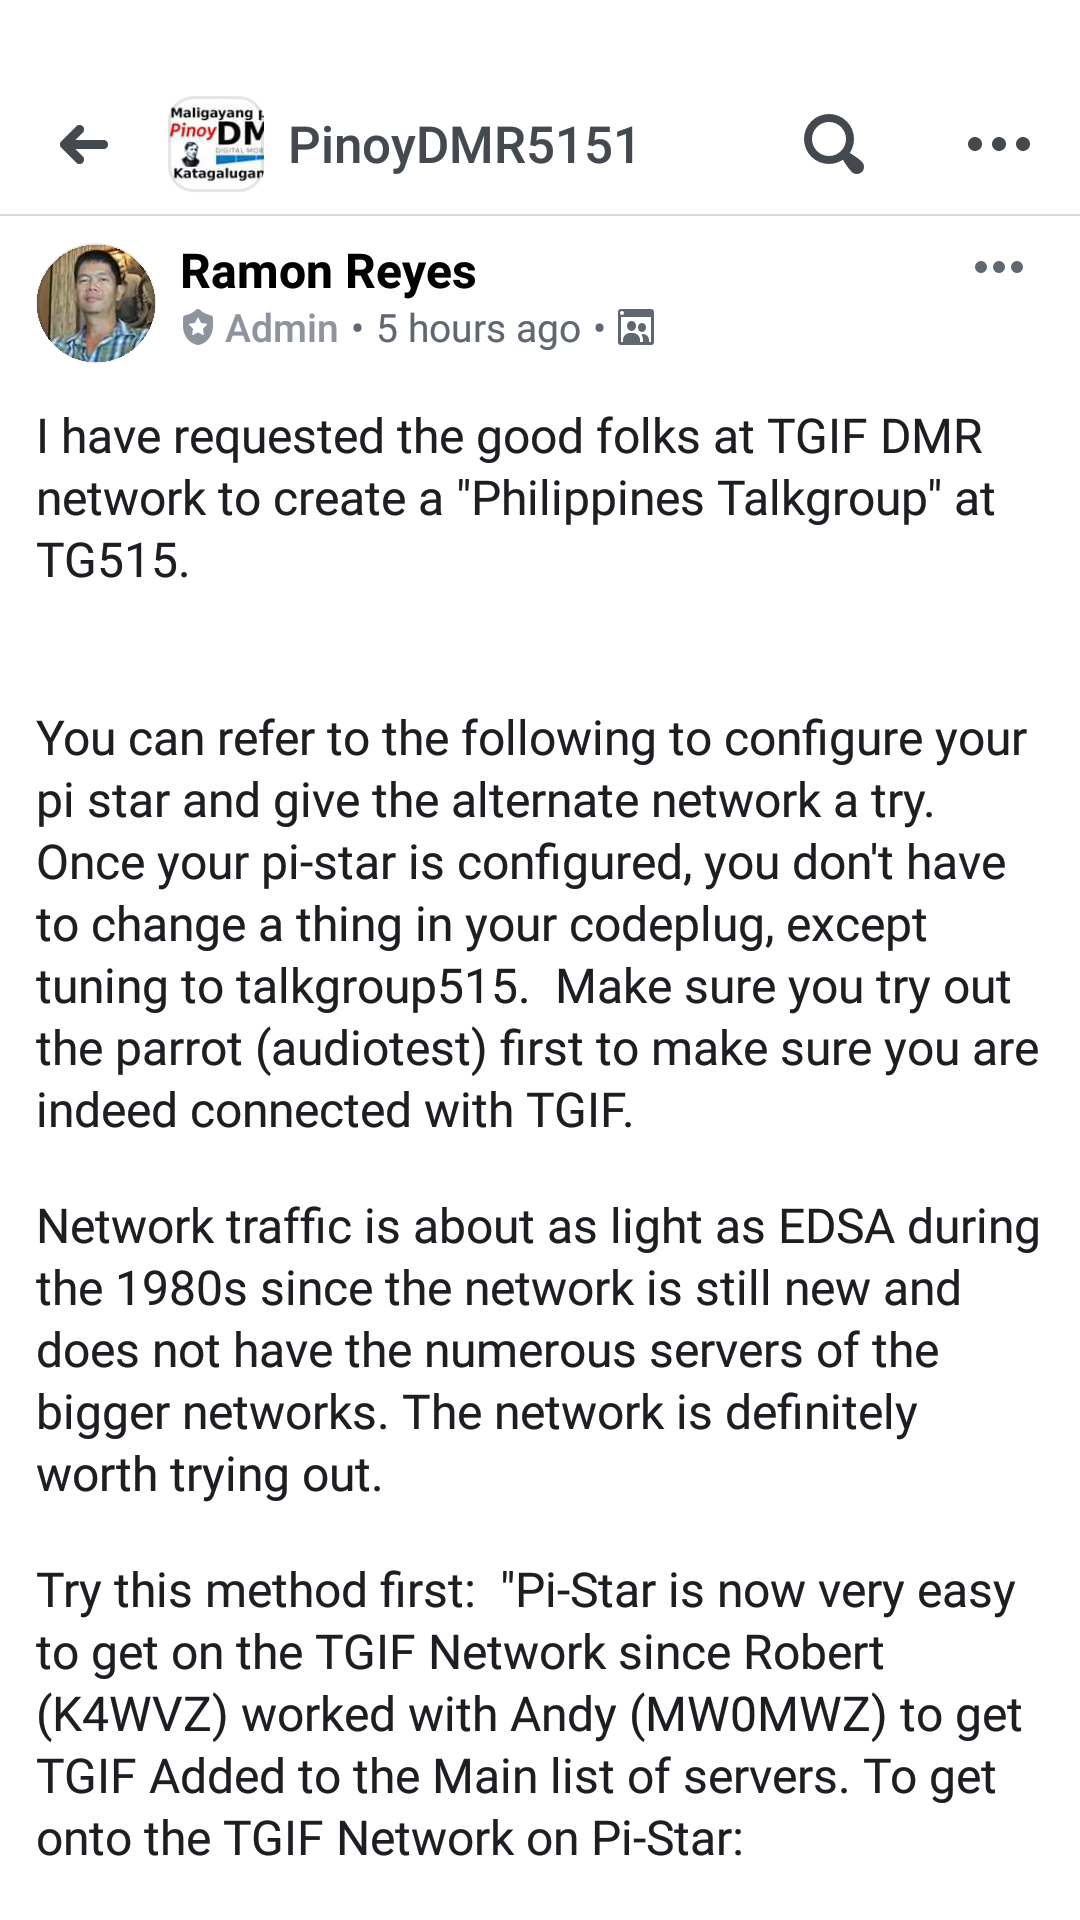 Maligayang
PinoyDM
DIGITAL MOB
Katagalugan
PinoyDMR5151
Ramon Reyes
Admin • 5 hours ago •
I have requested the good folks at TGIF DMR
network to create a "Philippines Talkgroup" at
TG515.
You can refer to the following to configure your
pi star and give the alternate network a try.
Once your pi-star is configured, you don't have
to change a thing in your codeplug, except
tuning to talkgroup515.  Make sure you try out
the parrot (audiotest) first to make sure you are
indeed connected with TGIF.
Network traffic is about as light as EDSA during
the 1980s since the network is still new and
does not have the numerous servers of the
bigger networks. The network is definitely
worth trying out.
Try this method first:  "Pi-Star is now very easy
to get on the TGIF Network since Robert
(K4WVZ) worked with Andy (MW0MWZ) to get
TGIF Added to the Main list of servers. To get
onto the TGIF Network on Pi-Star: